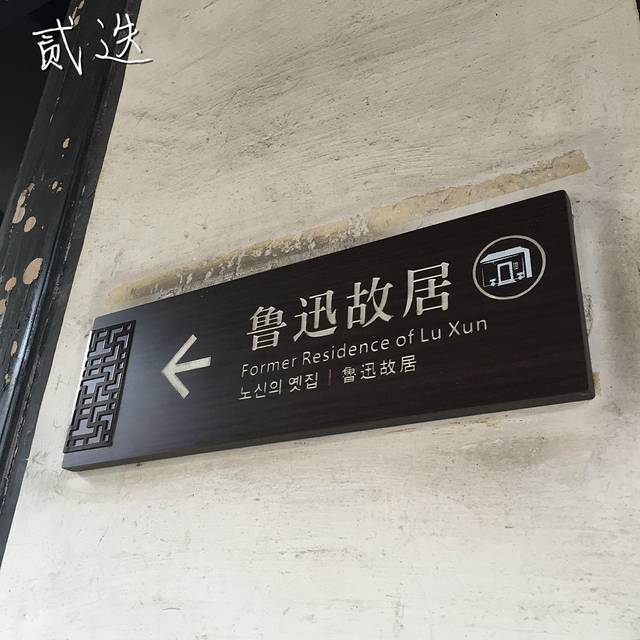 贰迭
鲁迅故居
Former Residence of Lu Xun
노신의 옛집 | 魯迅故居